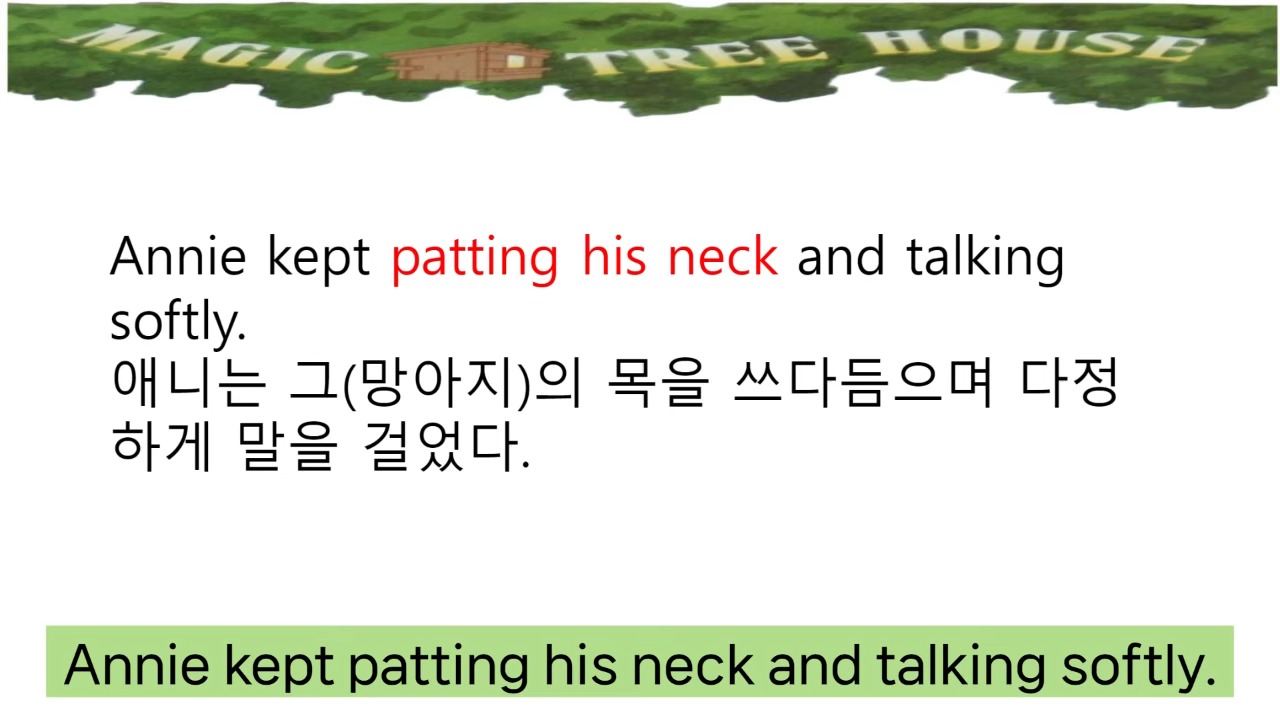 MAGIC TREE HOUSE
Annie kept patting his neck and talking
softly.
애니는 그(망아지)의 목을 쓰다듬으며 다정
하게 말을 걸었다.
Annie kept patting his neck and talking softly.